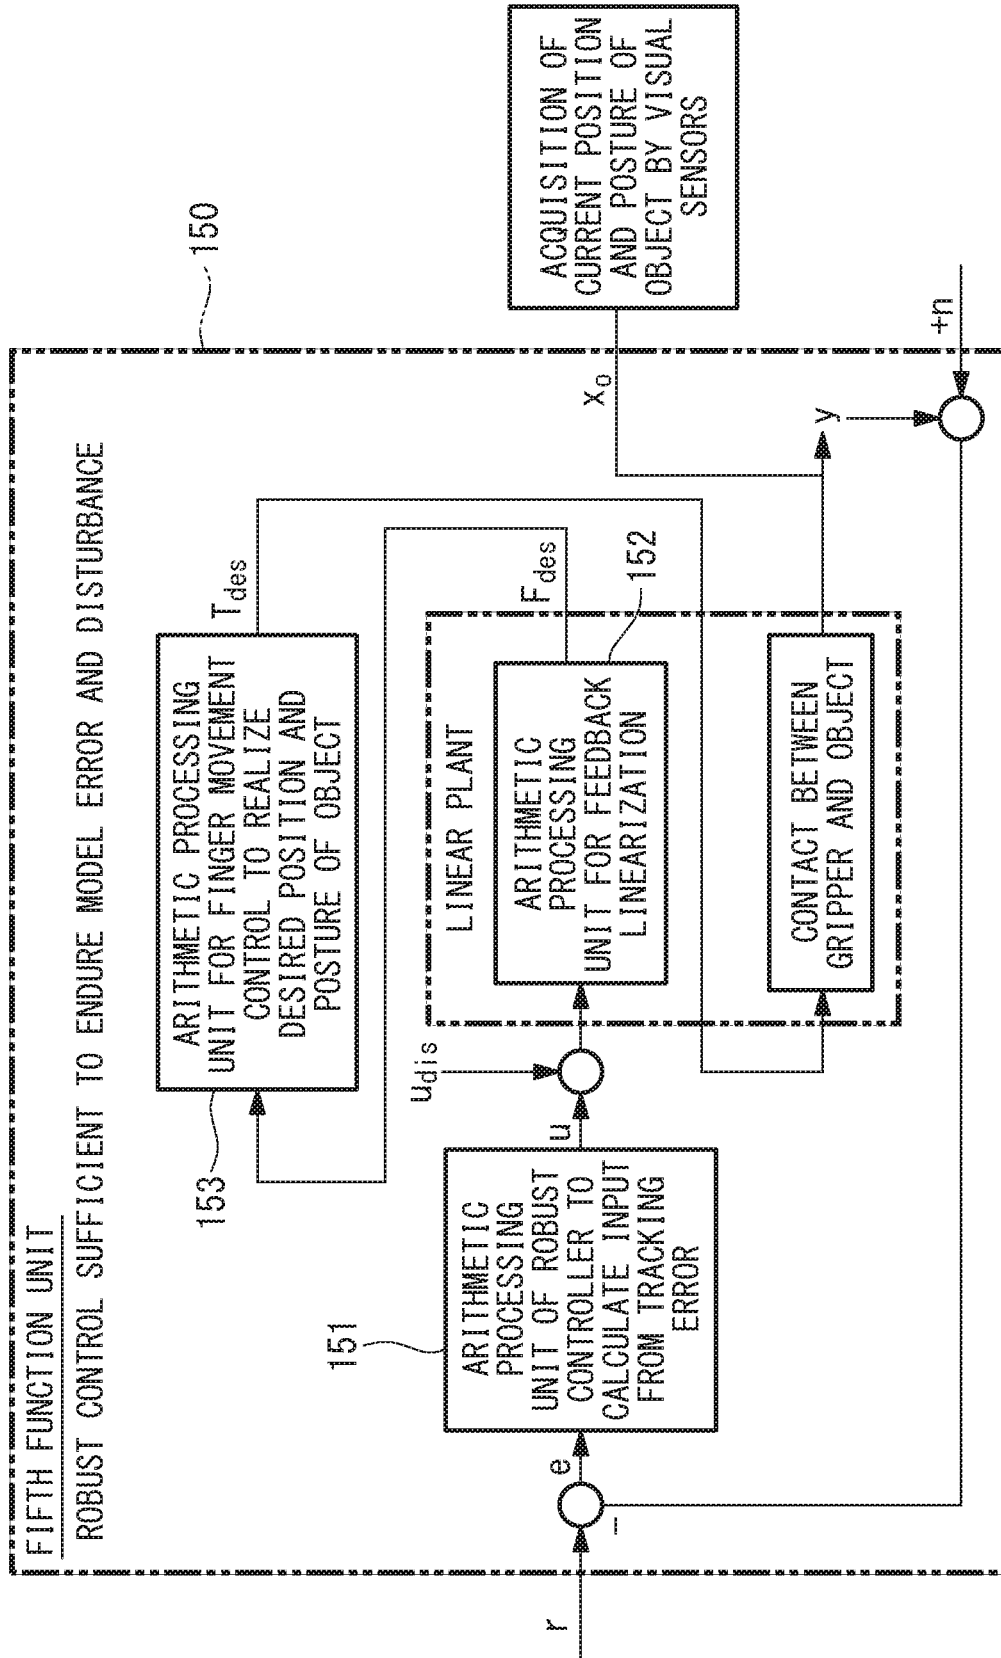 FIFTH FUNCTION UNIT
ROBUST CONTROL SUFFICIENT TO ENDURE MODEL ERROR AND DISTURBANCE
150
153
ARITHMETIC PROCESSING
UNIT FOR FINGER MOVEMENT
CONTROL TO REALIZE
DESIRED POSITION AND
POSTURE OF OBJECT
Tdes
Fdes
151
ARITHMETIC
PROCESSING
UNIT OF ROBUST
CONTROLLER TO
CALCULATE INPUT
FROM TRACKING
ERROR
r
e
-
u
udis
LINEAR PLANT
ARITHMETIC
PROCESSING
UNIT FOR FEEDBACK
LINEARIZATION
152
CONTACT BETWEEN
GRIPPER AND OBJECT
xo
y
+n
ACQUISITION OF
CURRENT POSITION
AND POSTURE OF
OBJECT BY VISUAL
SENSORS